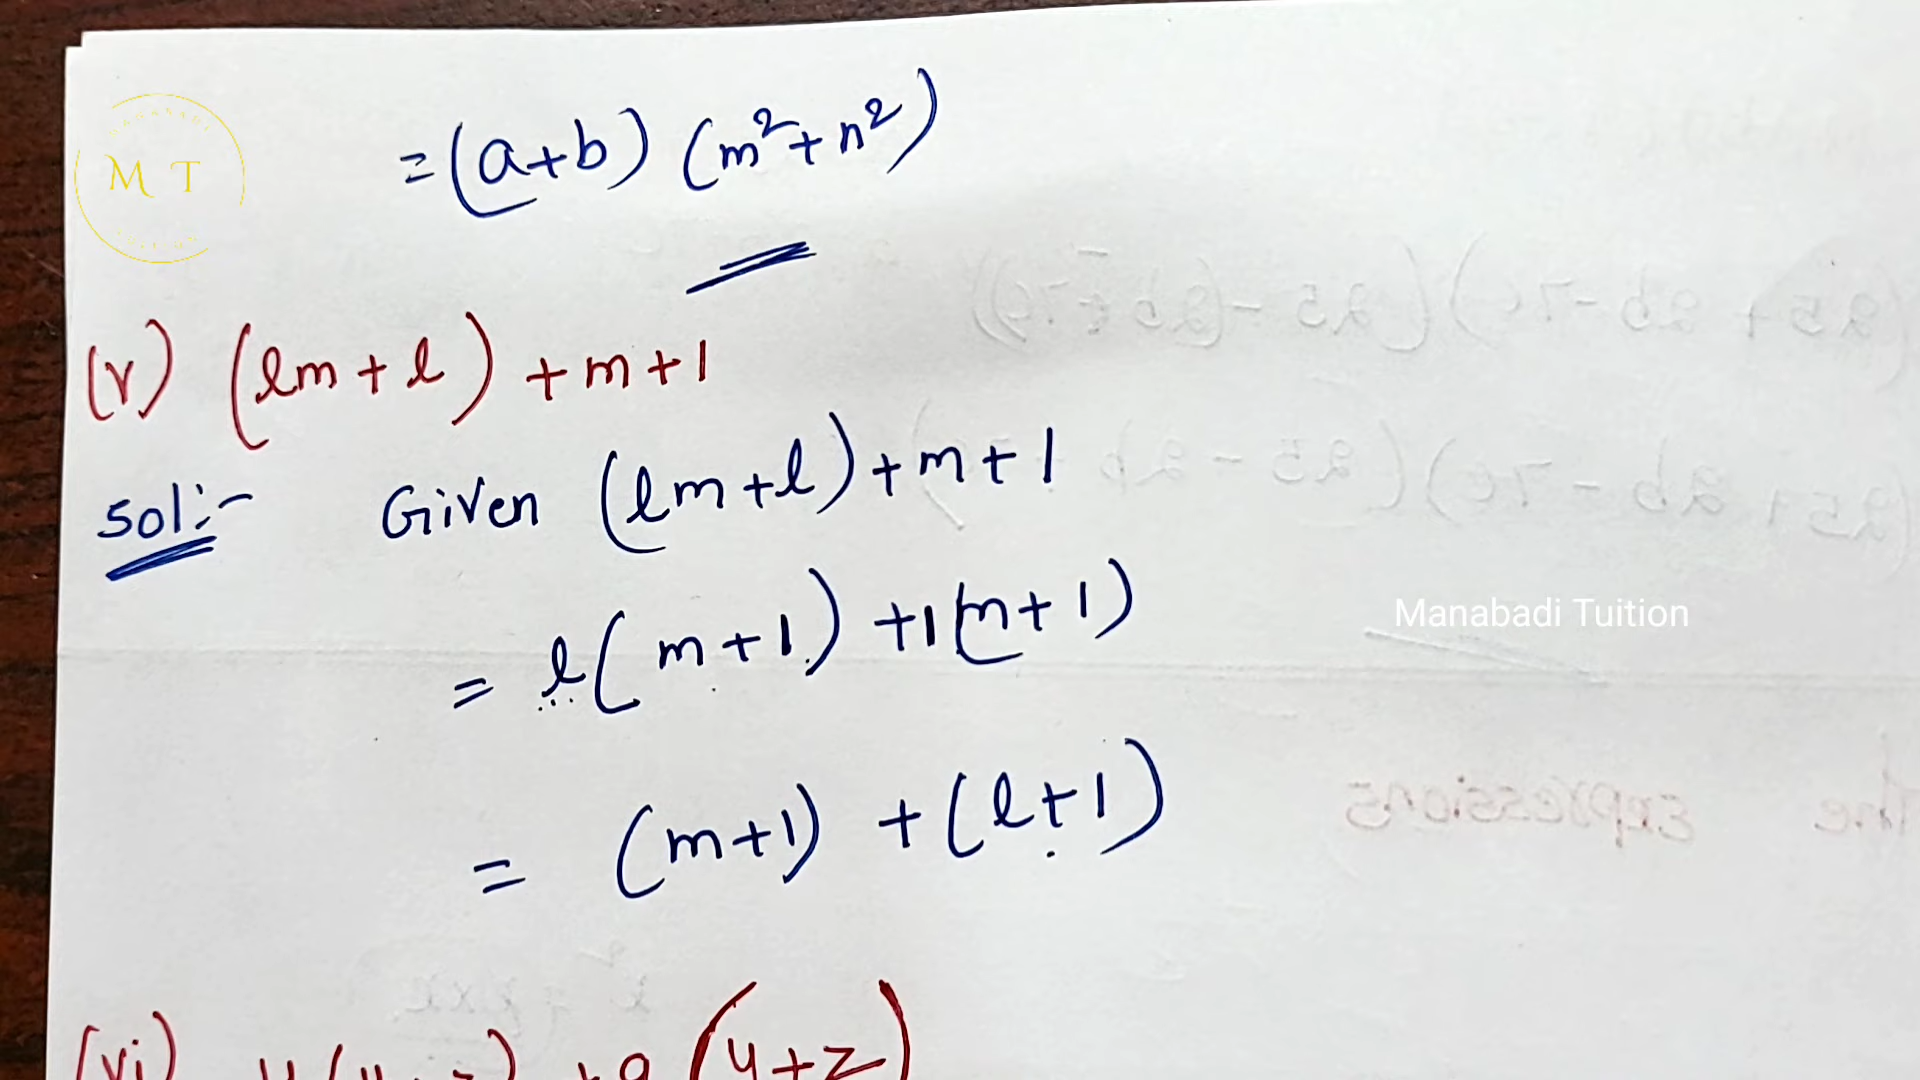 = (a+b) (m²+n²)
M T
(v) (lm + l) + m + 1
Sol:- Given (lm + l) + m + 1
= l(m+1) + 1(m+1)
Manabadi Tuition
= (m+1) + (l+1)
(vi)
(y+z)